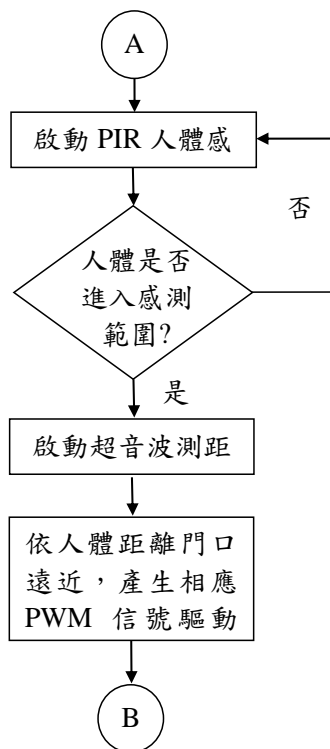 A
啟動 PIR 人體感
否
人體是否
進入感測
範圍?
是
啟動超音波測距
依人體距離門口
遠近，產生相應
PWM 信號驅動
B